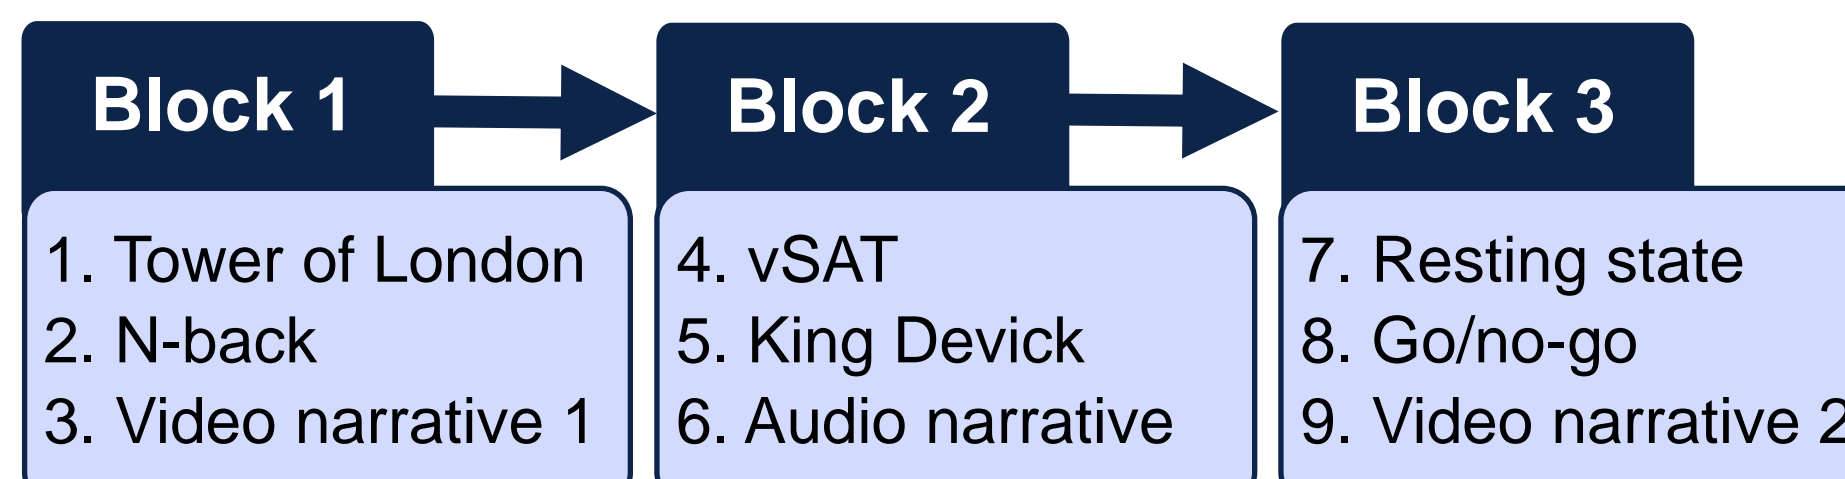 Block 1
Block 2
Block 3
1. Tower of London
2. N-back
3. Video narrative 1
4. vSAT
5. King Devick
6. Audio narrative
7. Resting state
8. Go/no-go
9. Video narrative 2